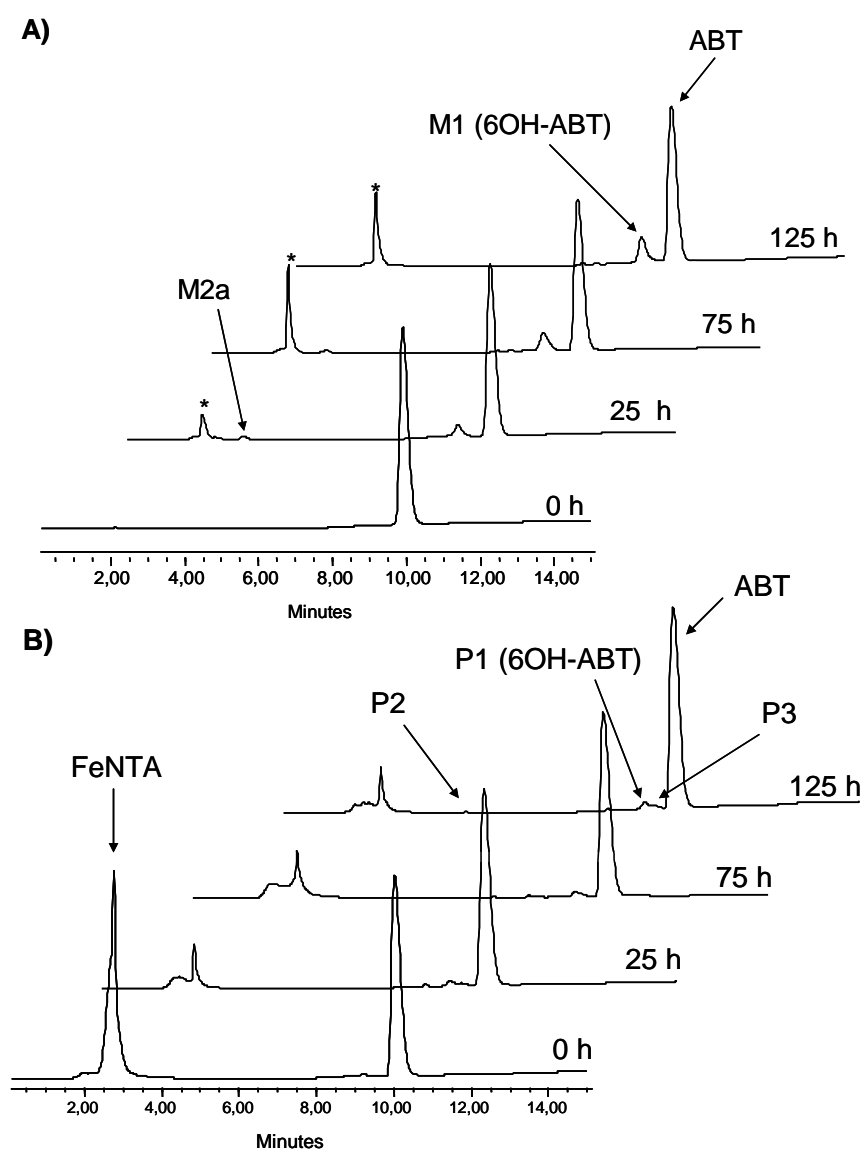 A)
ABT
M1 (6OH-ABT)
*
125 h
*
M2a
75 h
*
25 h
0 h
2,00 4,00 6,00 8,00 10,00 12,00 14,00
Minutes
B)
ABT
P1 (6OH-ABT)
P2
P3
FeNTA
125 h
75 h
25 h
0 h
2,00 4,00 6,00 8,00 10,00 12,00 14,00
Minutes